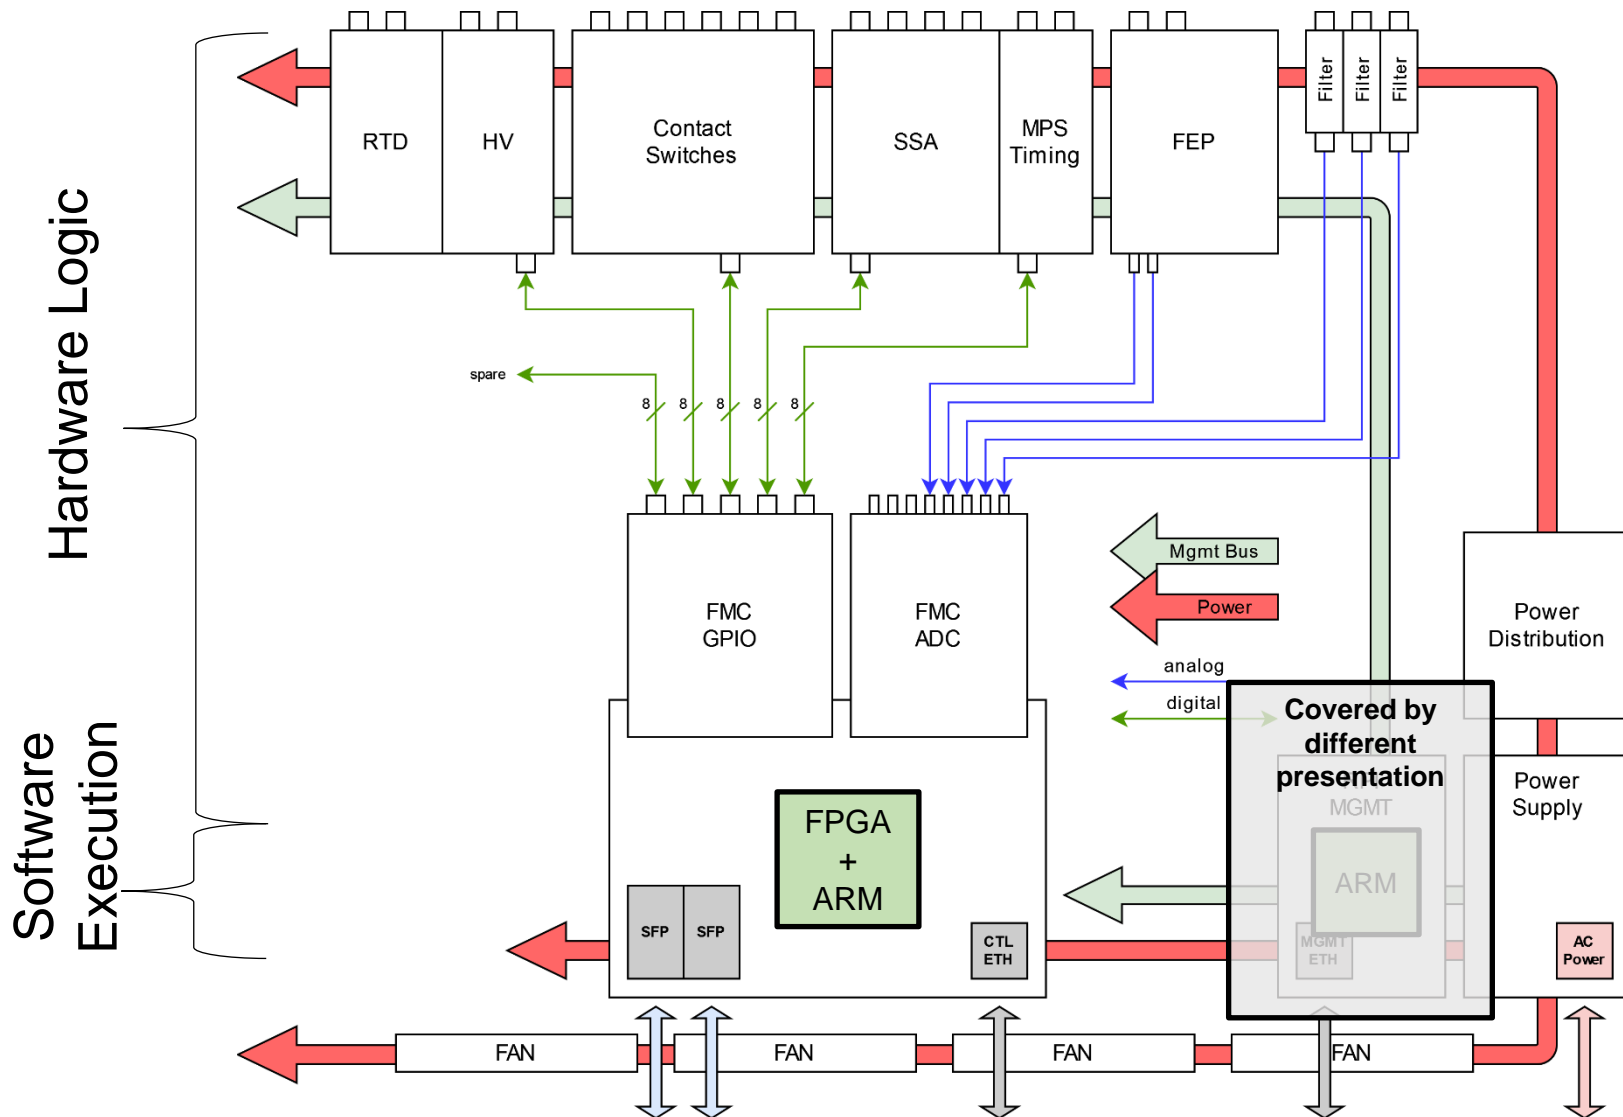 Hardware Logic
Software
Execution
RTD
HV
Contact
Switches
SSA
MPS
Timing
FEP
Filter
Filter
Filter
spare
8
8
8
8
8
FMC
GPIO
FMC
ADC
Mgmt Bus
Power
analog
digital
Power
Distribution
Covered by
different
presentation
MGMT
ARM
MGMT
ETH
Power
Supply
AC
Power
FPGA
+
ARM
SFP
SFP
CTL
ETH
FAN
FAN
FAN
FAN